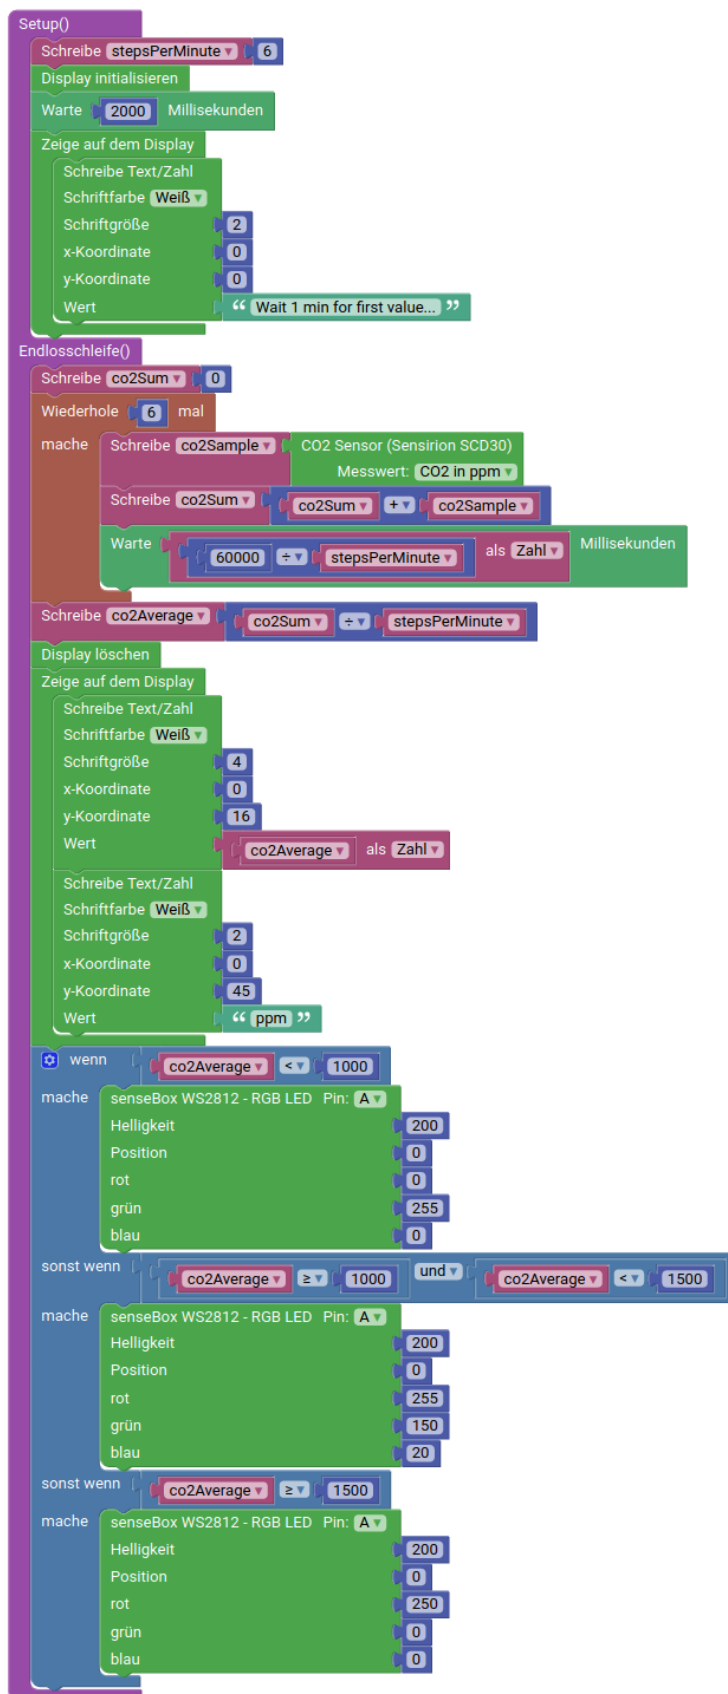 Setup()
Schreibe stepsPerMinute 6
Display initialisieren
Warte 2000 Millisekunden
Zeige auf dem Display
Schreibe Text/Zahl
Schriftfarbe Weiß
Schriftgröße 2
x-Koordinate 0
y-Koordinate 0
Wert “ Wait 1 min for first value... ”
Endlosschleife()
Schreibe co2Sum 0
Wiederhole 6 mal
mache Schreibe co2Sample CO2 Sensor (Sensirion SCD30)
Messwert: CO2 in ppm
Schreibe co2Sum co2Sum + co2Sample
Warte 60000 ÷ stepsPerMinute als Zahl Millisekunden
Schreibe co2Average co2Sum ÷ stepsPerMinute
Display löschen
Zeige auf dem Display
Schreibe Text/Zahl
Schriftfarbe Weiß
Schriftgröße 4
x-Koordinate 0
y-Koordinate 16
Wert co2Average als Zahl
Schreibe Text/Zahl
Schriftfarbe Weiß
Schriftgröße 2
x-Koordinate 0
y-Koordinate 45
Wert “ ppm ”
wenn co2Average < 1000
mache senseBox WS2812 - RGB LED Pin: A
Helligkeit 200
Position 0
rot 0
grün 255
blau 0
sonst wenn co2Average ≥ 1000 und co2Average < 1500
mache senseBox WS2812 - RGB LED Pin: A
Helligkeit 200
Position 0
rot 255
grün 150
blau 20
sonst wenn co2Average ≥ 1500
mache senseBox WS2812 - RGB LED Pin: A
Helligkeit 200
Position 0
rot 250
grün 0
blau 0